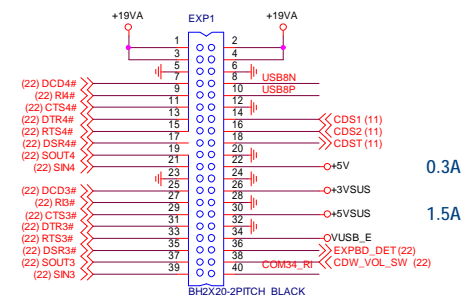 +19VA EXP1 +19VA
1 2
3 4
5 6
(22) DCD4# 7 8 USB8N
(22) RI4# 9 10 USB8P
(22) CTS4# 11 12
(22) DTR4# 13 14 CDS1 (11)
(22) RTS4# 15 16 CDS2 (11)
(22) DSR4# 17 18 CDST (11)
(22) SOUT4 19 20
(22) SIN4 21 22 +5V 0.3A
23 24
(22) DCD3# 25 26 +3VSUS
(22) RI3# 27 28
(22) CTS3# 29 30 +5VSUS 1.5A
(22) DTR3# 31 32
(22) RTS3# 33 34 VUSB_E
(22) DSR3# 35 36 EXPBD_DET (22)
(22) SOUT3 37 38 COM34_RI CDW_VOL_SW (22)
(22) SIN3 39 40
BH2X20-2PITCH_BLACK